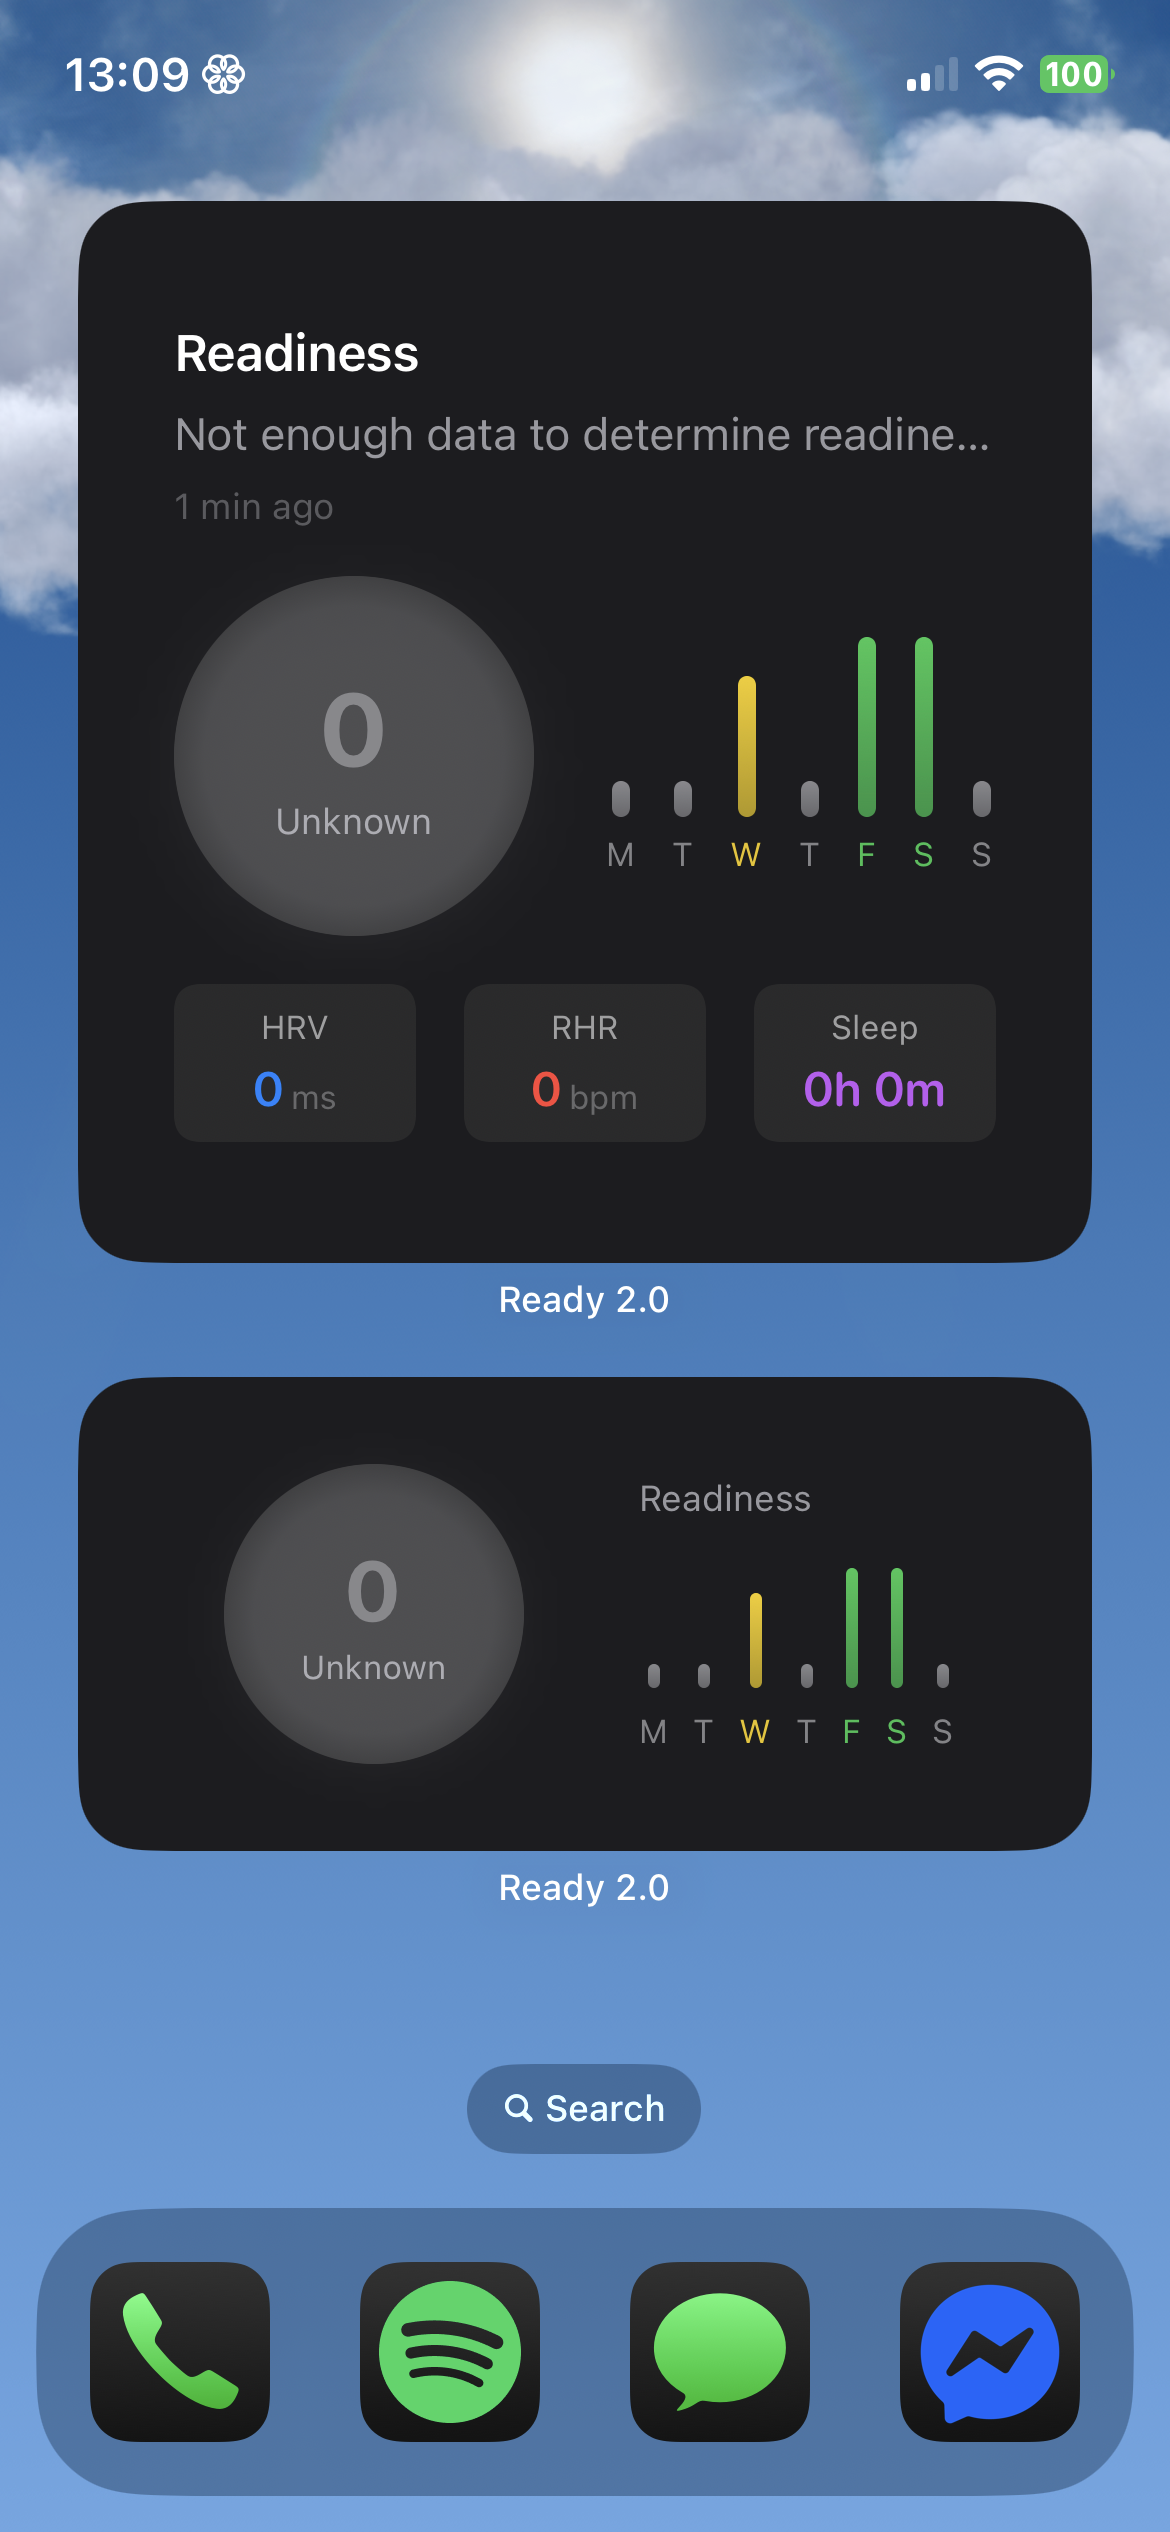 13:09
100
Readiness
Not enough data to determine readine...
1 min ago
0
Unknown
M T W T F S S
HRV
0 ms
RHR
0 bpm
Sleep
0h 0m
Ready 2.0
0
Unknown
Readiness
M T W T F S S
Ready 2.0
Search